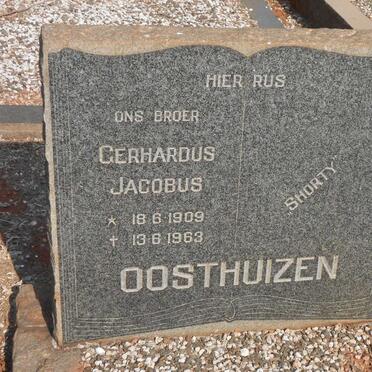 HIER RUS
ONS BROER
GERHARDUS
JACOBUS
* 18·6·1909
† 13·6·1963
SHORTY
OOSTHUIZEN